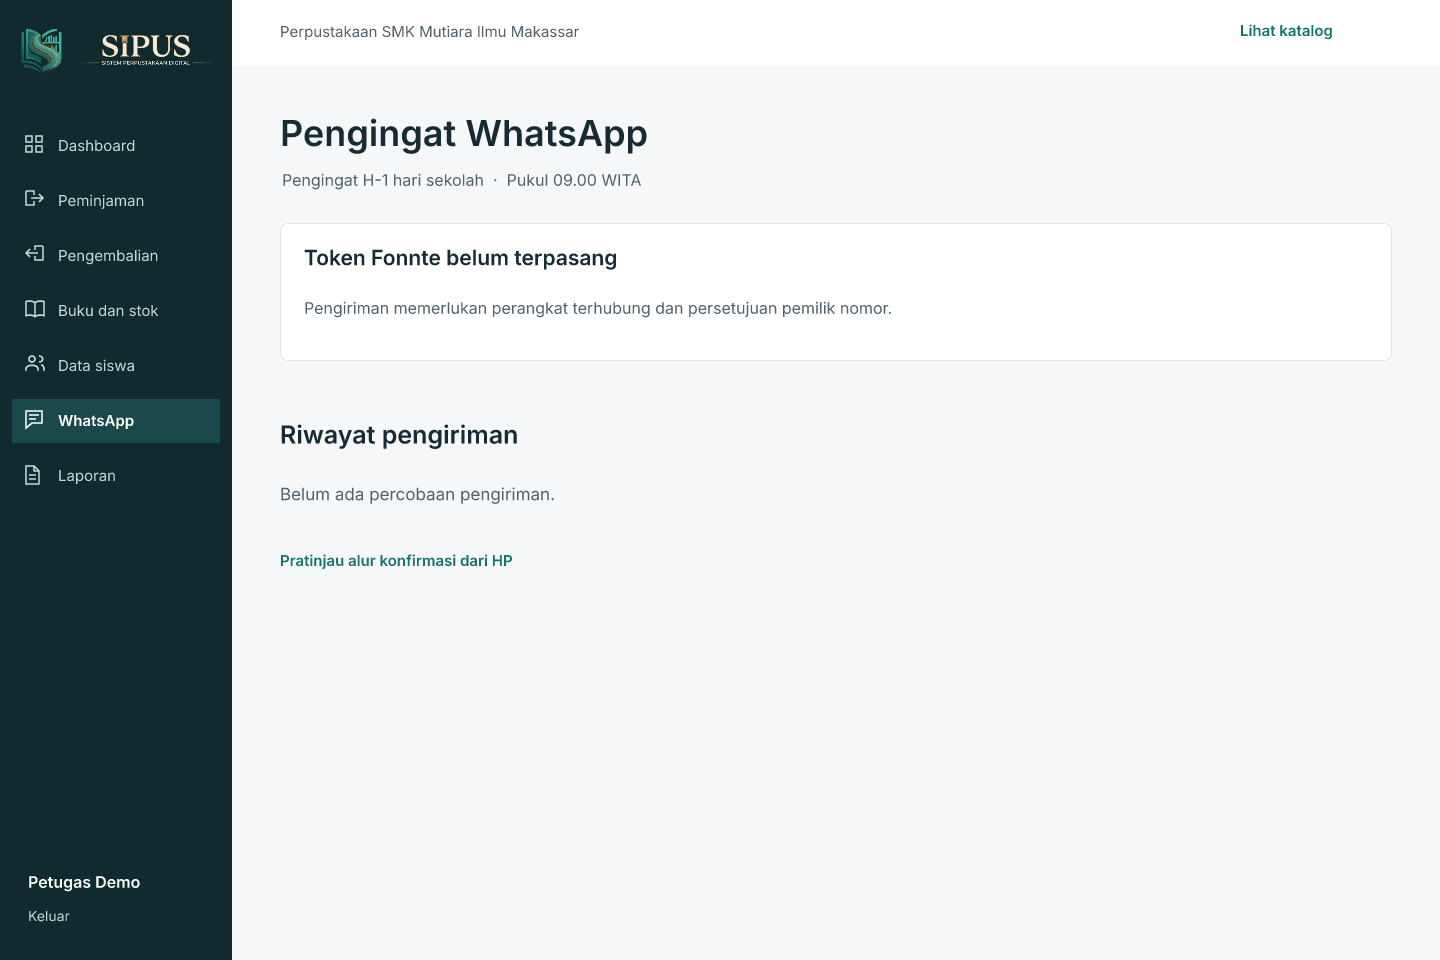 SIPUS
SISTEM PERPUSTAKAAN DIGITAL
Dashboard
Peminjaman
Pengembalian
Buku dan stok
Data siswa
WhatsApp
Laporan
Petugas Demo
Keluar
Perpustakaan SMK Mutiara Ilmu Makassar
Lihat katalog
Pengingat WhatsApp
Pengingat H-1 hari sekolah · Pukul 09.00 WITA
Token Fonnte belum terpasang
Pengiriman memerlukan perangkat terhubung dan persetujuan pemilik nomor.
Riwayat pengiriman
Belum ada percobaan pengiriman.
Pratinjau alur konfirmasi dari HP